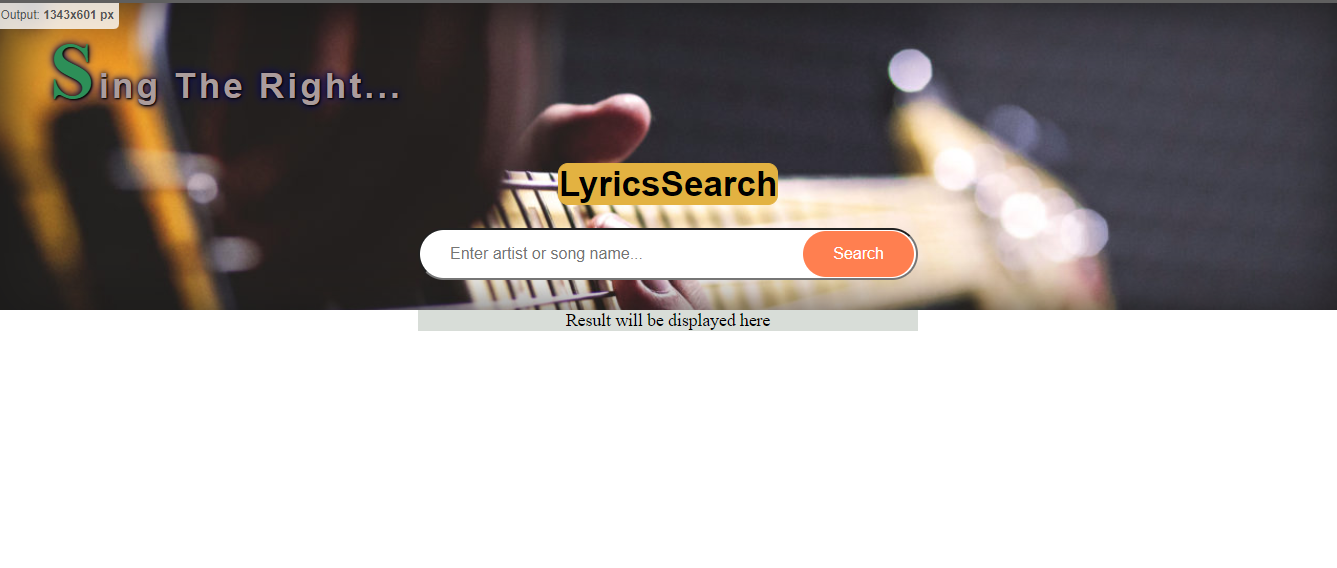 Output: 1343x601 px
Sing The Right...
LyricsSearch
Enter artist or song name...
Search
Result will be displayed here